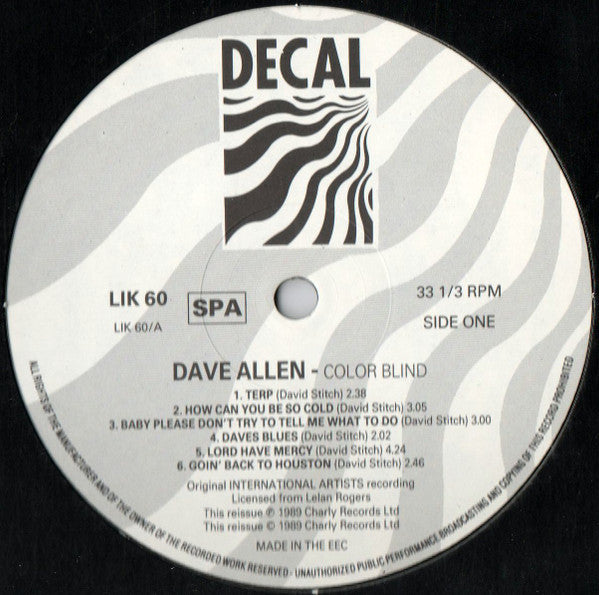 DECAL
LIK 60
SPA
33 1/3 RPM
LIK 60/A
SIDE ONE
DAVE ALLEN - COLOR BLIND
1. TERP (David Stitch) 2.38
2. HOW CAN YOU BE SO COLD (David Stitch) 3.05
3. BABY PLEASE DON'T TRY TO TELL ME WHAT TO DO (David Stitch) 3.00
4. DAVES BLUES (David Stitch) 2.02
5. LORD HAVE MERCY (David Stitch) 4.24
6. GOIN' BACK TO HOUSTON (David Stitch) 2.46
Original INTERNATIONAL ARTISTS recording
Licensed from Lelan Rogers
This reissue ℗ 1989 Charly Records Ltd
This reissue © 1989 Charly Records Ltd
MADE IN THE EEC
ALL RIGHTS OF THE MANUFACTURER AND OF THE OWNER OF THE RECORDED WORK RESERVED - UNAUTHORIZED PUBLIC PERFORMANCE BROADCASTING AND COPYING OF THIS RECORD PROHIBITED